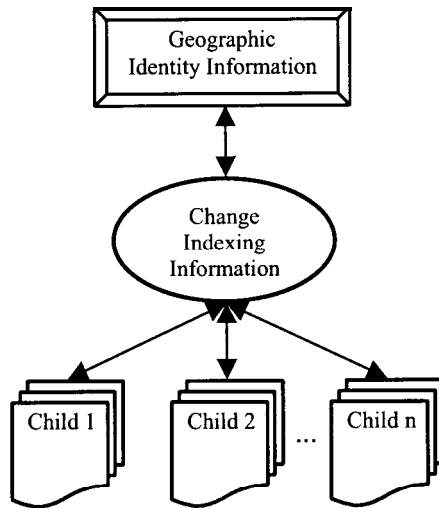 Geographic
Identity Information
Change
Indexing
Information
Child 1
Child 2
...
Child n